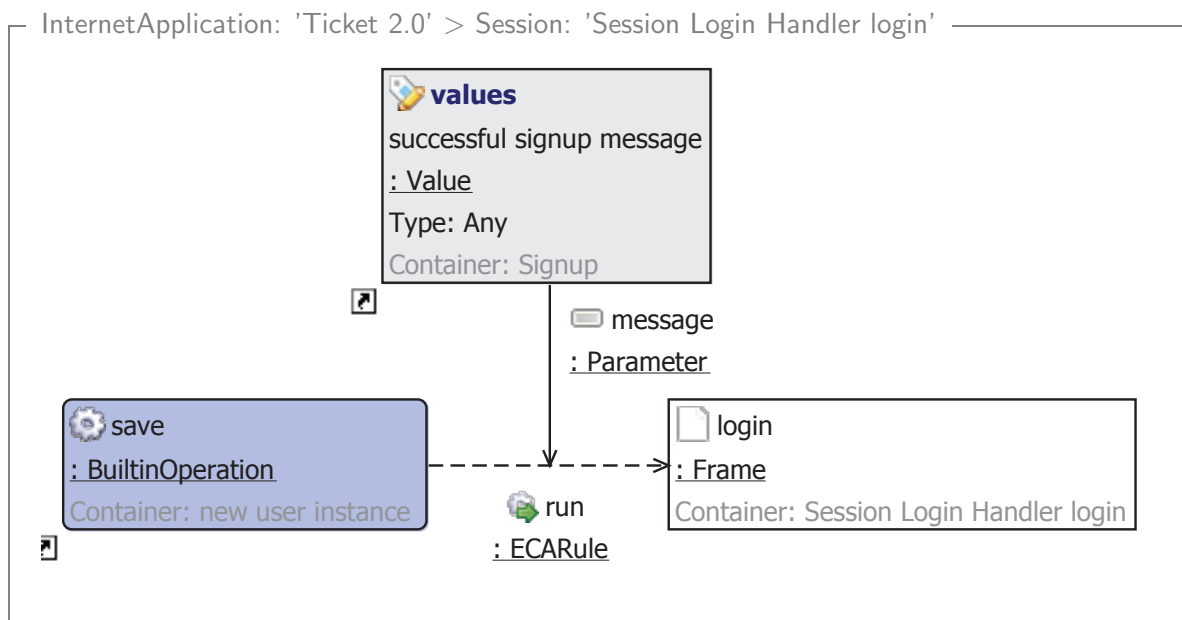 InternetApplication: 'Ticket 2.0' > Session: 'Session Login Handler login'
values
successful signup message
: Value
Type: Any
Container: Signup
message
: Parameter
save
: BuiltinOperation
Container: new user instance
login
: Frame
Container: Session Login Handler login
run
: ECARule